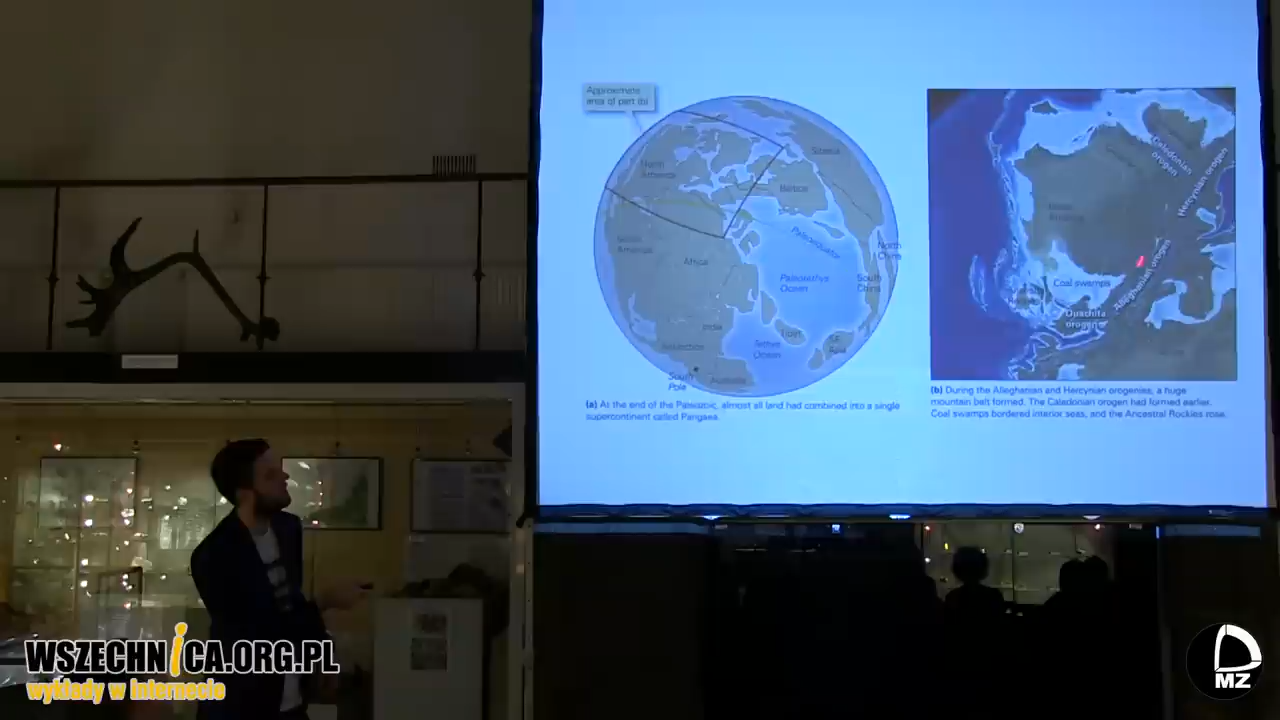 Approximate
area of part (b)
North
America
Siberia
Baltica
South
America
Africa
Paleoequator
North
China
Paleotethys
Ocean
South
China
India
Tibet
Tethys
Ocean
S.E.
Asia
Antarctica
South
Pole
Australia
(a) As the end of the Paleozoic, almost all land had combined into a single
supercontinent called Pangaea.
Caledonian
orogen
Hercynian orogen
Alleghanian orogen
Coal swamps
Ouachita
orogen
(b) During the Alleghanian and Hercynian orogenies, a huge
mountain belt formed. The Caledonian orogen had formed earlier.
Coal swamps bordered interior seas, and the Ancestral Rockies rose.
WSZECHNICA.ORG.PL
wykłady w internecie
MZ